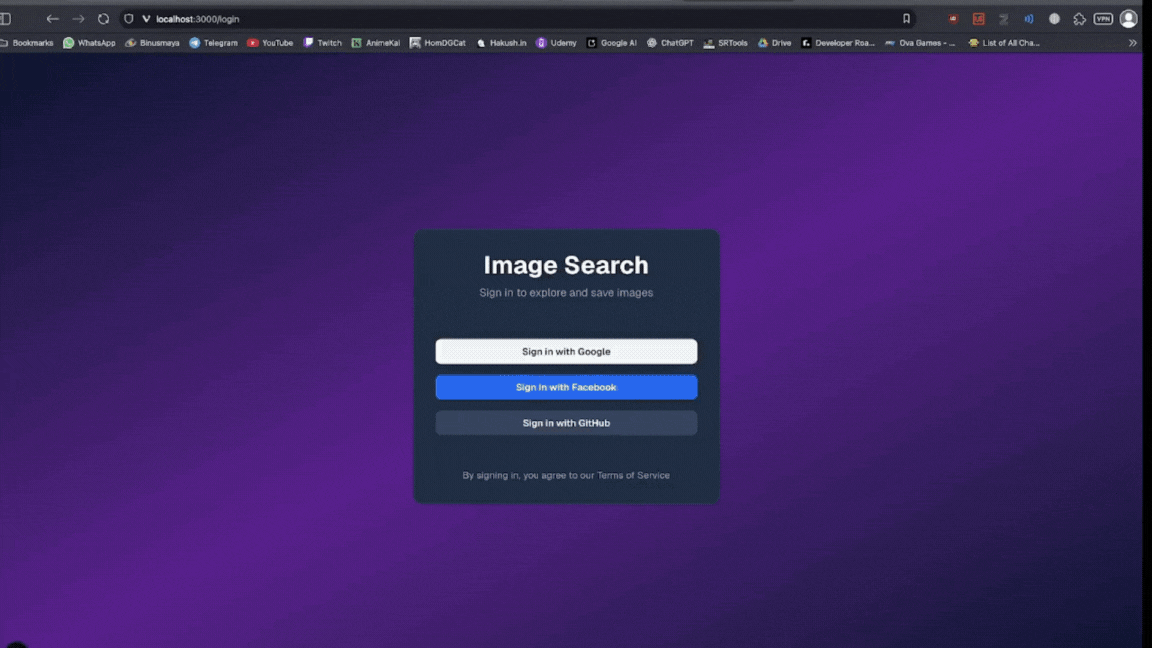 localhost:3000/login
VPN
Bookmarks WhatsApp Binusmaya Telegram YouTube Twitch AnimeKai HomDGCat Hakush.in Udemy Google AI ChatGPT SRTools Drive Developer Roa... Ova Games - ... List of All Cha...
Image Search
Sign in to explore and save images
Sign in with Google
Sign in with Facebook
Sign in with GitHub
By signing in, you agree to our Terms of Service